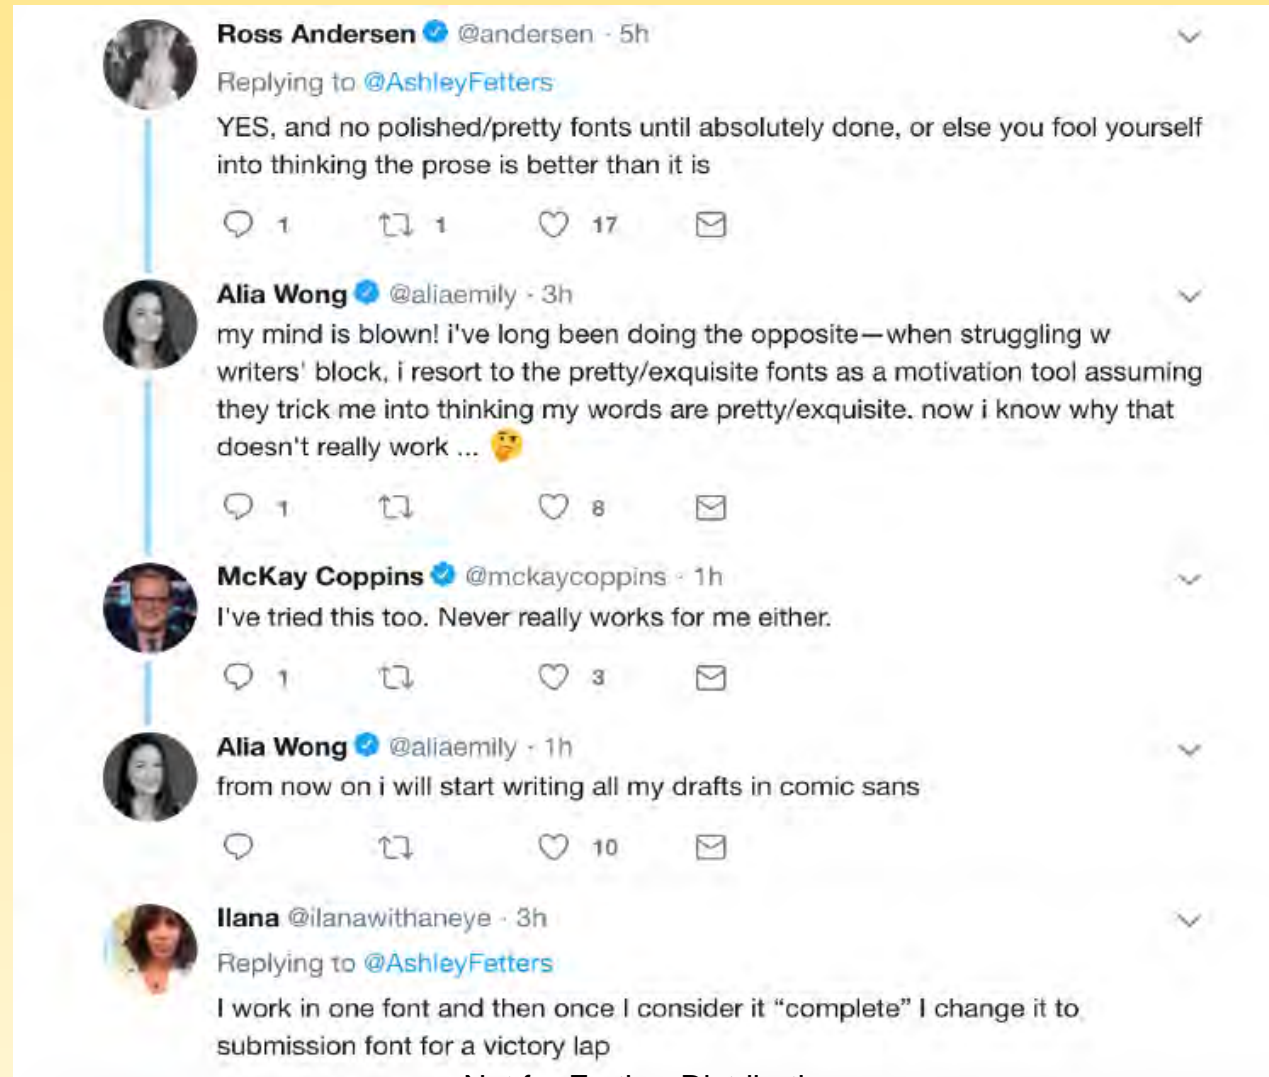 Ross Andersen @andersen · 5h
Replying to @AshleyFetters
YES, and no polished/pretty fonts until absolutely done, or else you fool yourself
into thinking the prose is better than it is
1 1 17
Alia Wong @aliaemily · 3h
my mind is blown! i've long been doing the opposite—when struggling w
writers' block, i resort to the pretty/exquisite fonts as a motivation tool assuming
they trick me into thinking my words are pretty/exquisite. now i know why that
doesn't really work ... 🤔
1 8
McKay Coppins @mckaycoppins · 1h
I've tried this too. Never really works for me either.
1 3
Alia Wong @aliaemily · 1h
from now on i will start writing all my drafts in comic sans
10
Ilana @ilanawithaneye · 3h
Replying to @AshleyFetters
I work in one font and then once I consider it “complete” I change it to
submission font for a victory lap